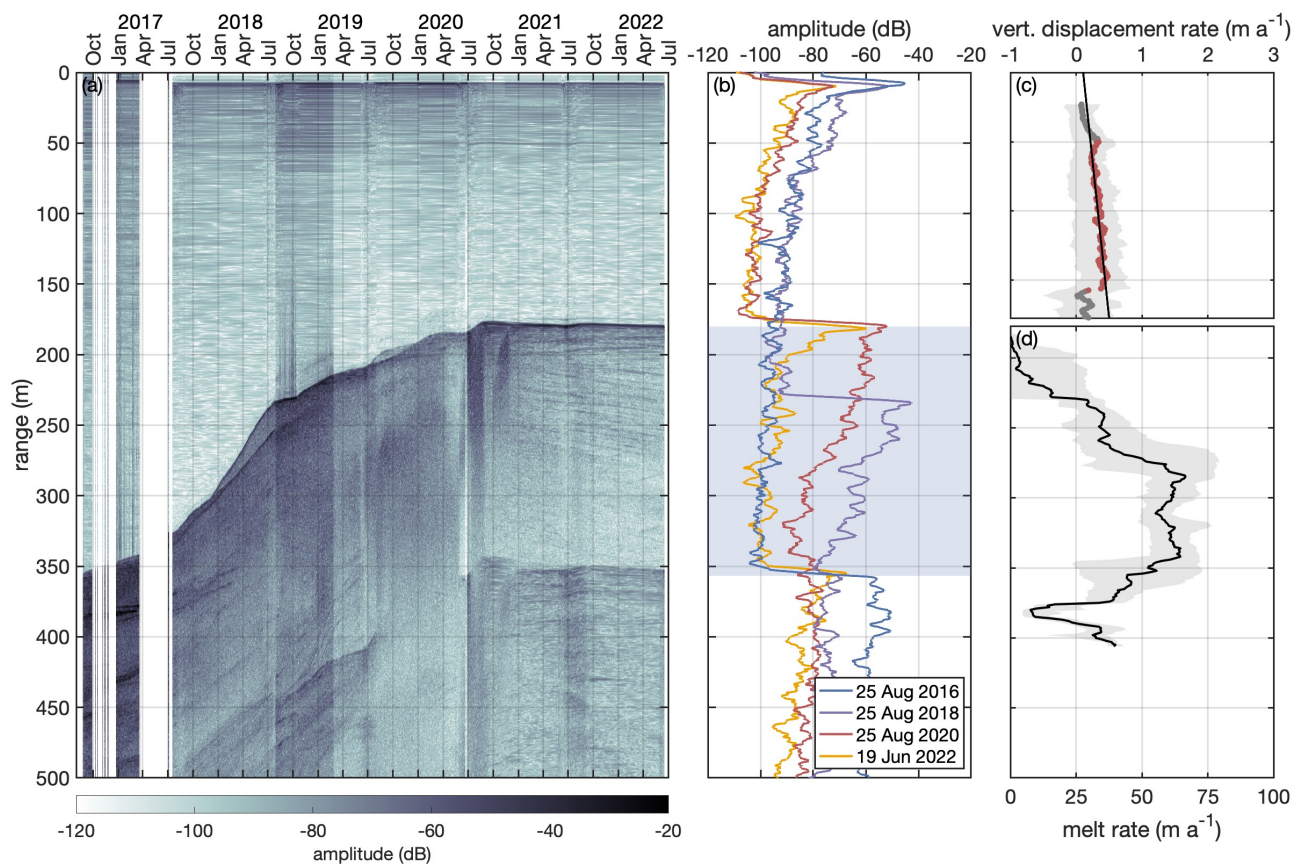 2017 2018 2019 2020 2021 2022
Oct Jan Apr Jul Oct Jan Apr Jul Oct Jan Apr Jul Oct Jan Apr Jul Oct Jan Apr Jul Oct Jan Apr Jul
(a)
0
50
100
150
200
250
300
350
400
450
500
range (m)
-120 -100 -80 -60 -40 -20
amplitude (dB)
amplitude (dB)
-120 -100 -80 -60 -40 -20
(b)
25 Aug 2016
25 Aug 2018
25 Aug 2020
19 Jun 2022
vert. displacement rate (m a⁻¹)
-1 0 1 2 3
(c)
(d)
0 25 50 75 100
melt rate (m a⁻¹)